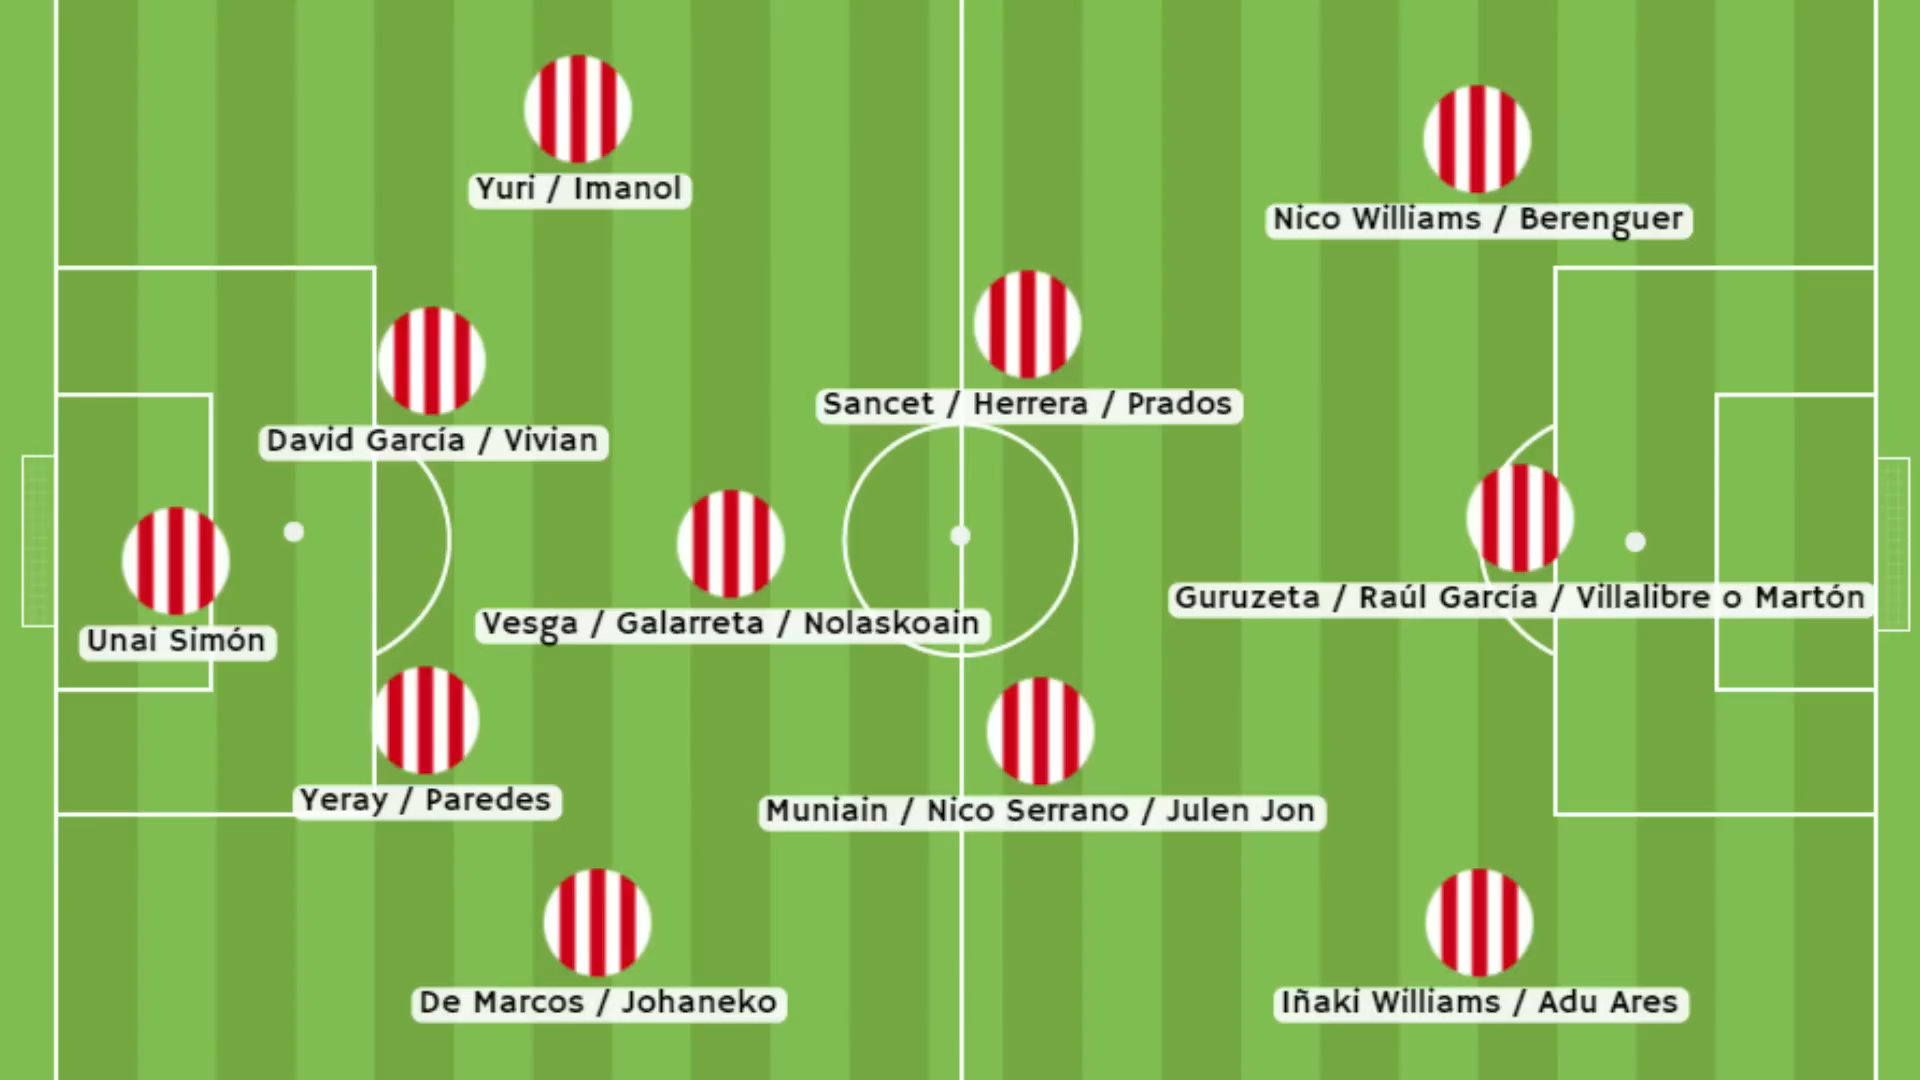 Yuri / Imanol
Nico Williams / Berenguer
Sancet / Herrera / Prados
David García / Vivian
Guruzeta / Raúl García / Villalibre o Martón
Vesga / Galarreta / Nolaskoain
Unai Simón
Yeray / Paredes
Muniain / Nico Serrano / Julen Jon
De Marcos / Johaneko
Iñaki Williams / Adu Ares